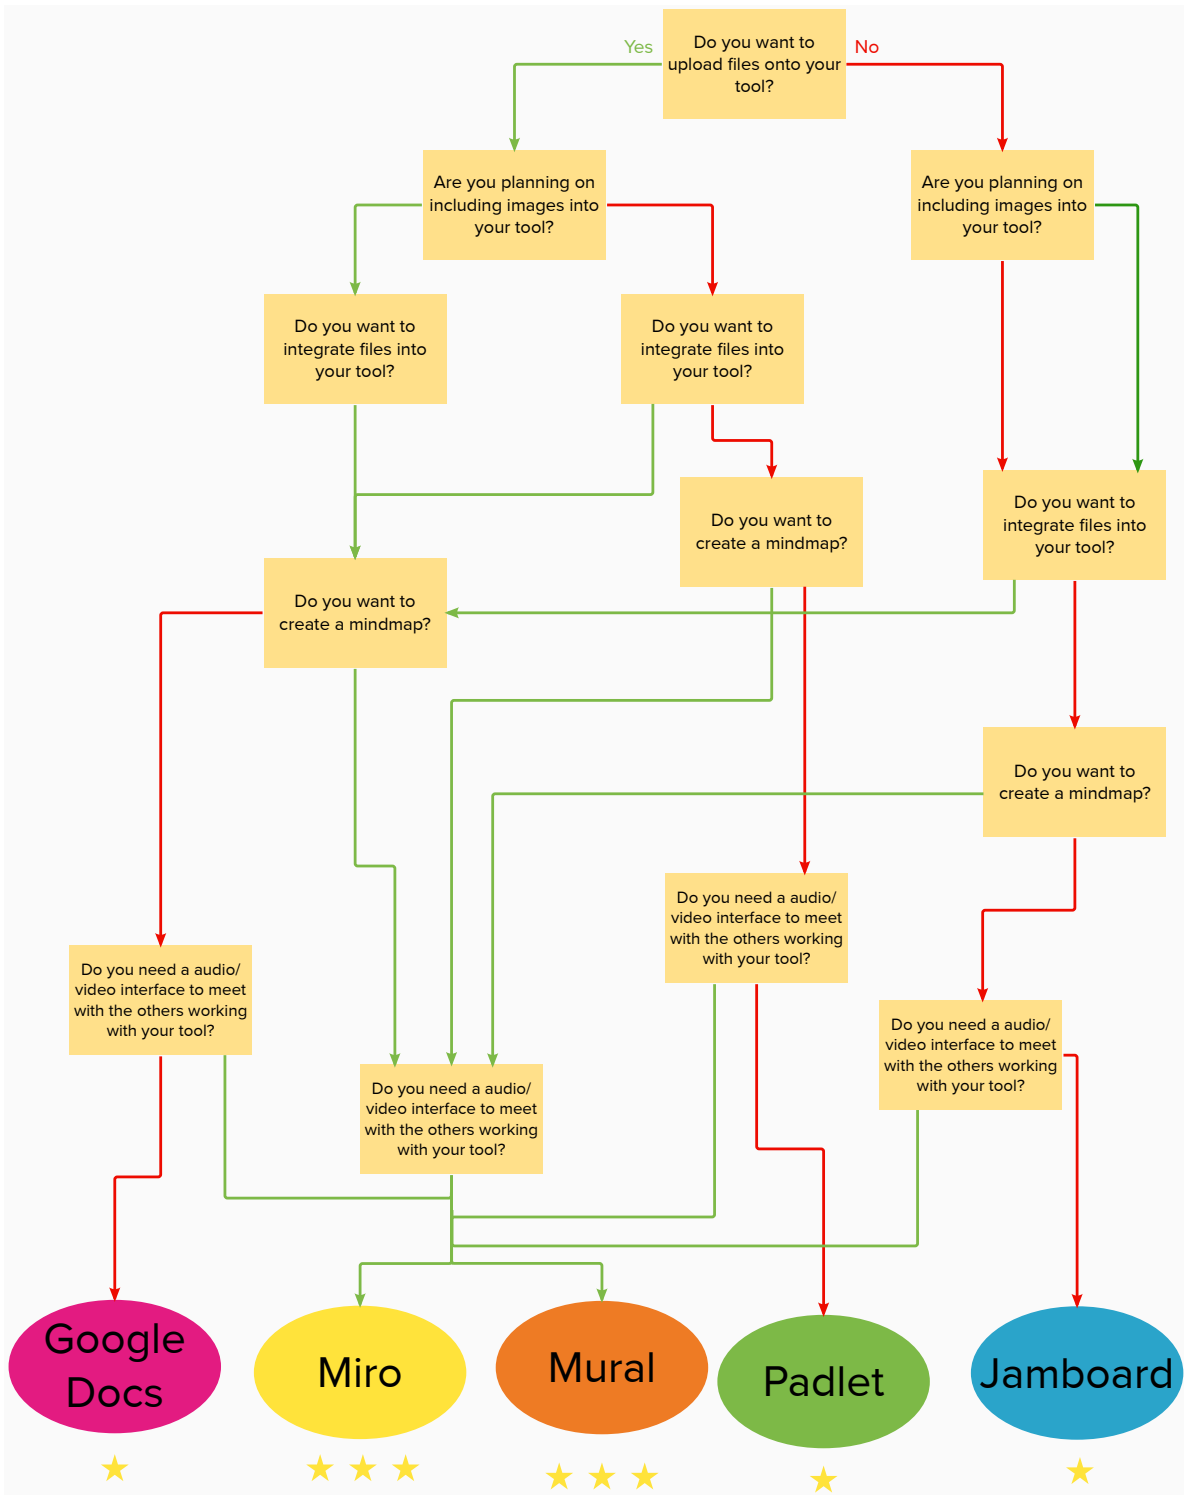 Yes
Do you want to
upload files onto your
tool?
No
Are you planning on
including images into
your tool?
Are you planning on
including images into
your tool?
Do you want to
integrate files into
your tool?
Do you want to
integrate files into
your tool?
Do you want to
integrate files into
your tool?
Do you want to
create a mindmap?
Do you want to
create a mindmap?
Do you want to
create a mindmap?
Do you need a audio/
video interface to meet
with the others working
with your tool?
Do you need a audio/
video interface to meet
with the others working
with your tool?
Do you need a audio/
video interface to meet
with the others working
with your tool?
Do you need a audio/
video interface to meet
with the others working
with your tool?
Google
Docs
Miro
Mural
Padlet
Jamboard